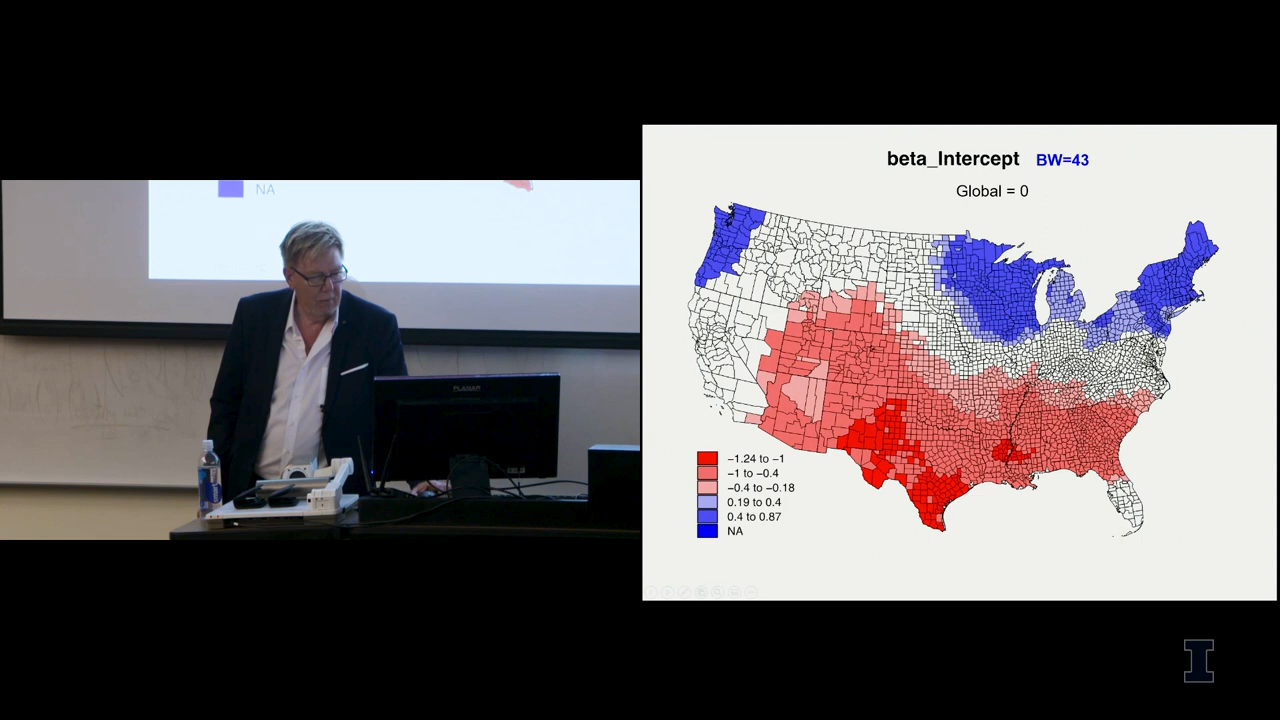 NA
PLANAR
beta_Intercept BW=43
Global = 0
−1.24 to −1
−1 to −0.4
−0.4 to −0.18
0.19 to 0.4
0.4 to 0.87
NA
I